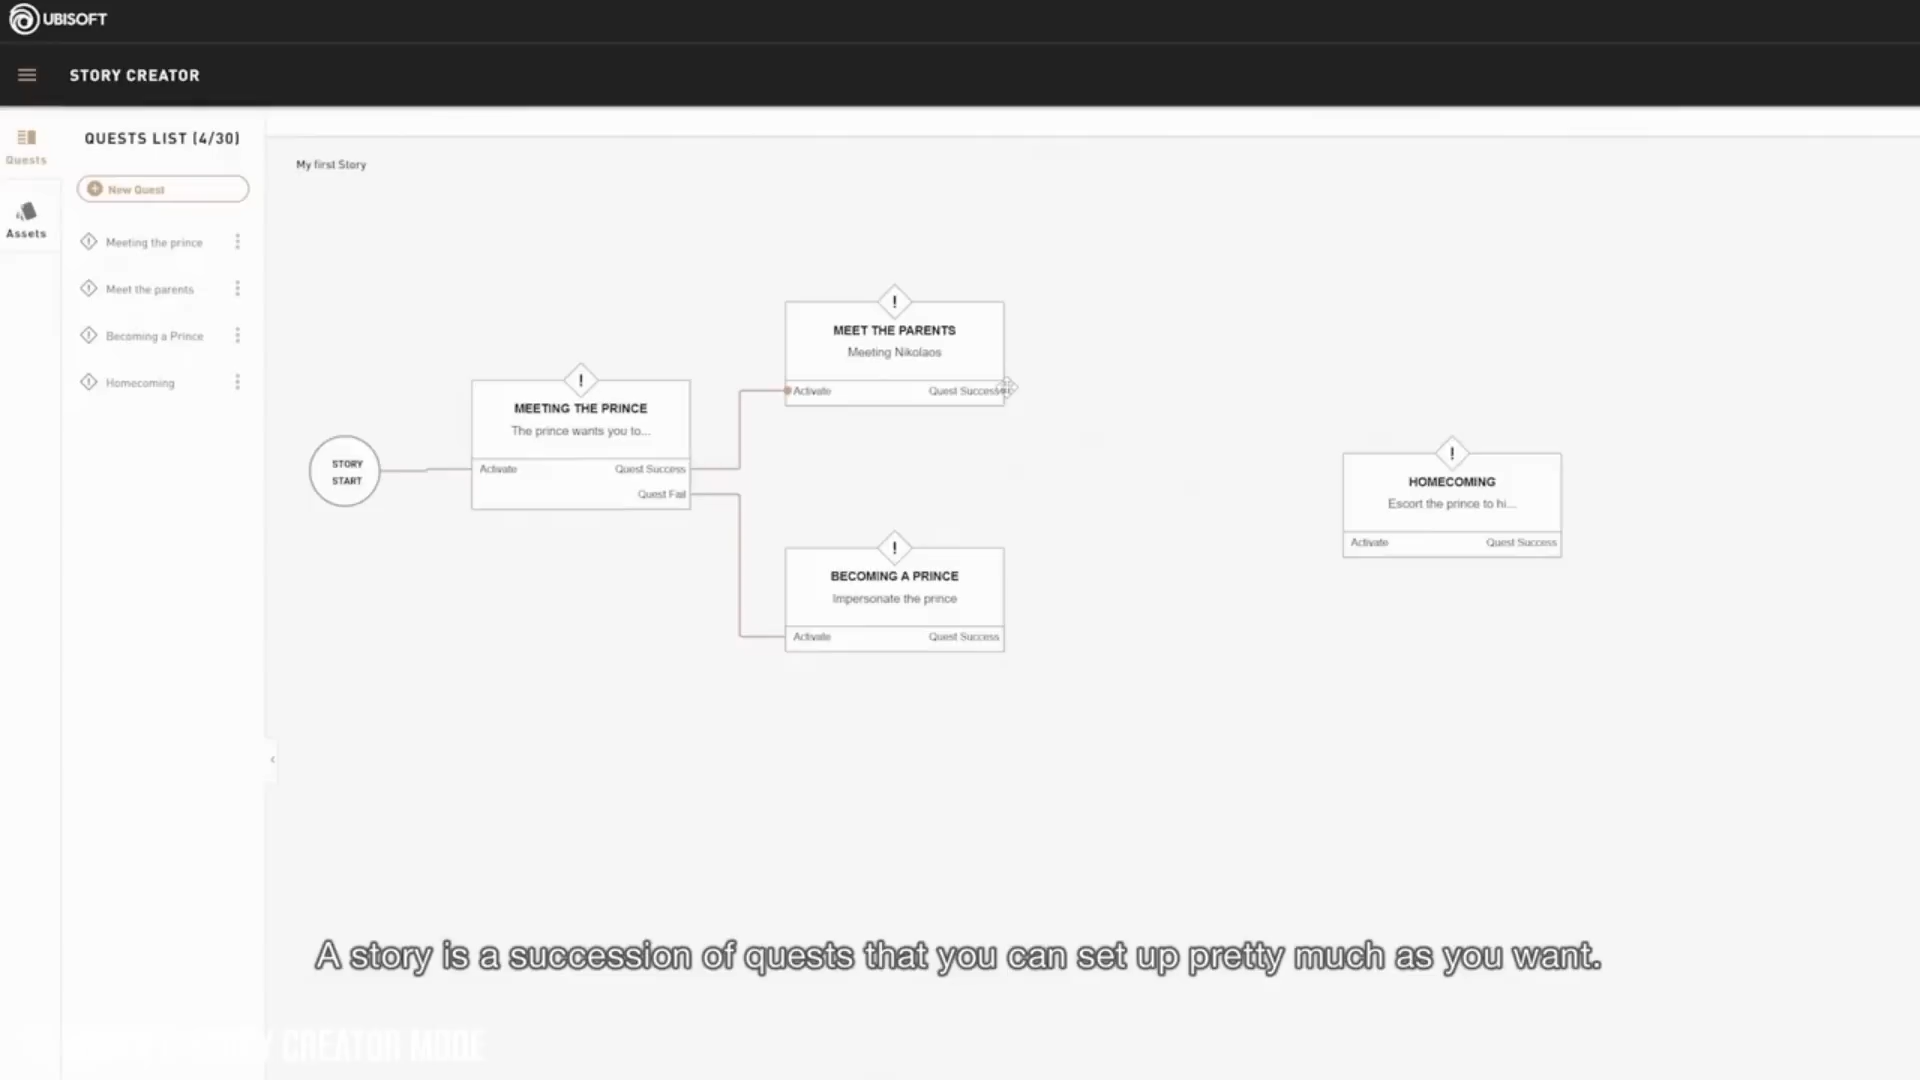 UBISOFT
STORY CREATOR
Quests
Assets
QUESTS LIST (4/30)
New Quest
Meeting the prince
Meet the parents
Becoming a Prince
Homecoming
My first Story
STORY
START
MEETING THE PRINCE
The prince wants you to...
Activate
Quest Success
Quest Fail
MEET THE PARENTS
Meeting Nikolaos
Activate
Quest Success
BECOMING A PRINCE
Impersonate the prince
Activate
Quest Success
HOMECOMING
Escort the prince to hi...
Activate
Quest Success
A story is a succession of quests that you can set up pretty much as you want.
CREATOR MODE